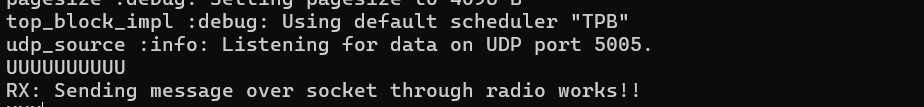 pagesize :debug: Setting pagesize to 4096 B
top_block_impl :debug: Using default scheduler "TPB"
udp_source :info: Listening for data on UDP port 5005.
UUUUUUUUUU
RX: Sending message over socket through radio works!!